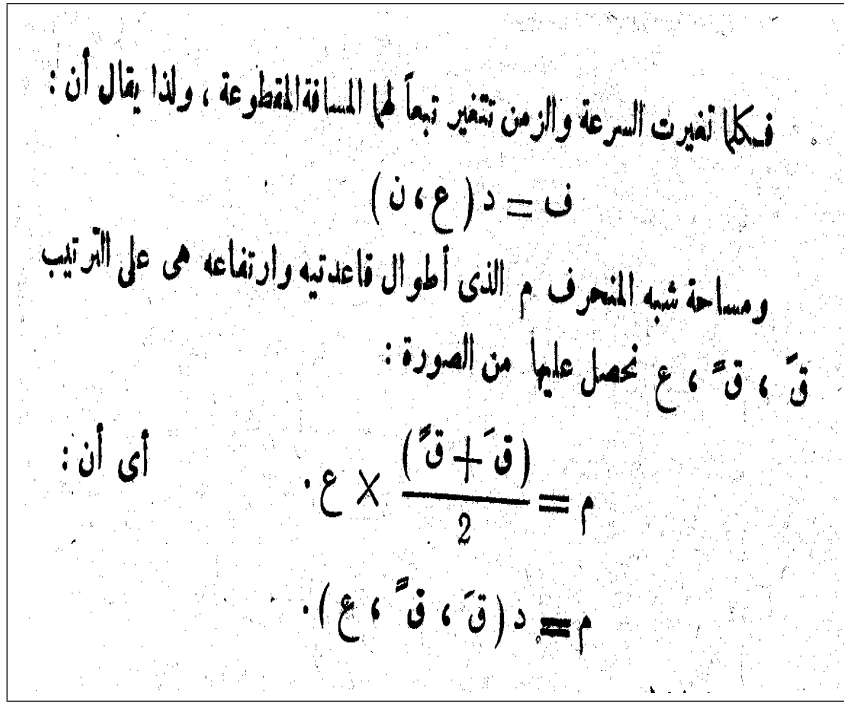 فكلما تغيرت السرعة والزمن تتغير تبعاً لهما المسافة المقطوعة ، ولذا يقال أن :
ف = د ( ع ، ن )
ومساحة شبه المنحرف م الذى أطوال قاعدتيه وارتفاعه هى على الترتيب
قَ ، قً ، ع نحصل عليها من الصورة :
م = (قَ + قً) / 2 × ع . أى أن :
م = د ( قَ ، قً ، ع ) .